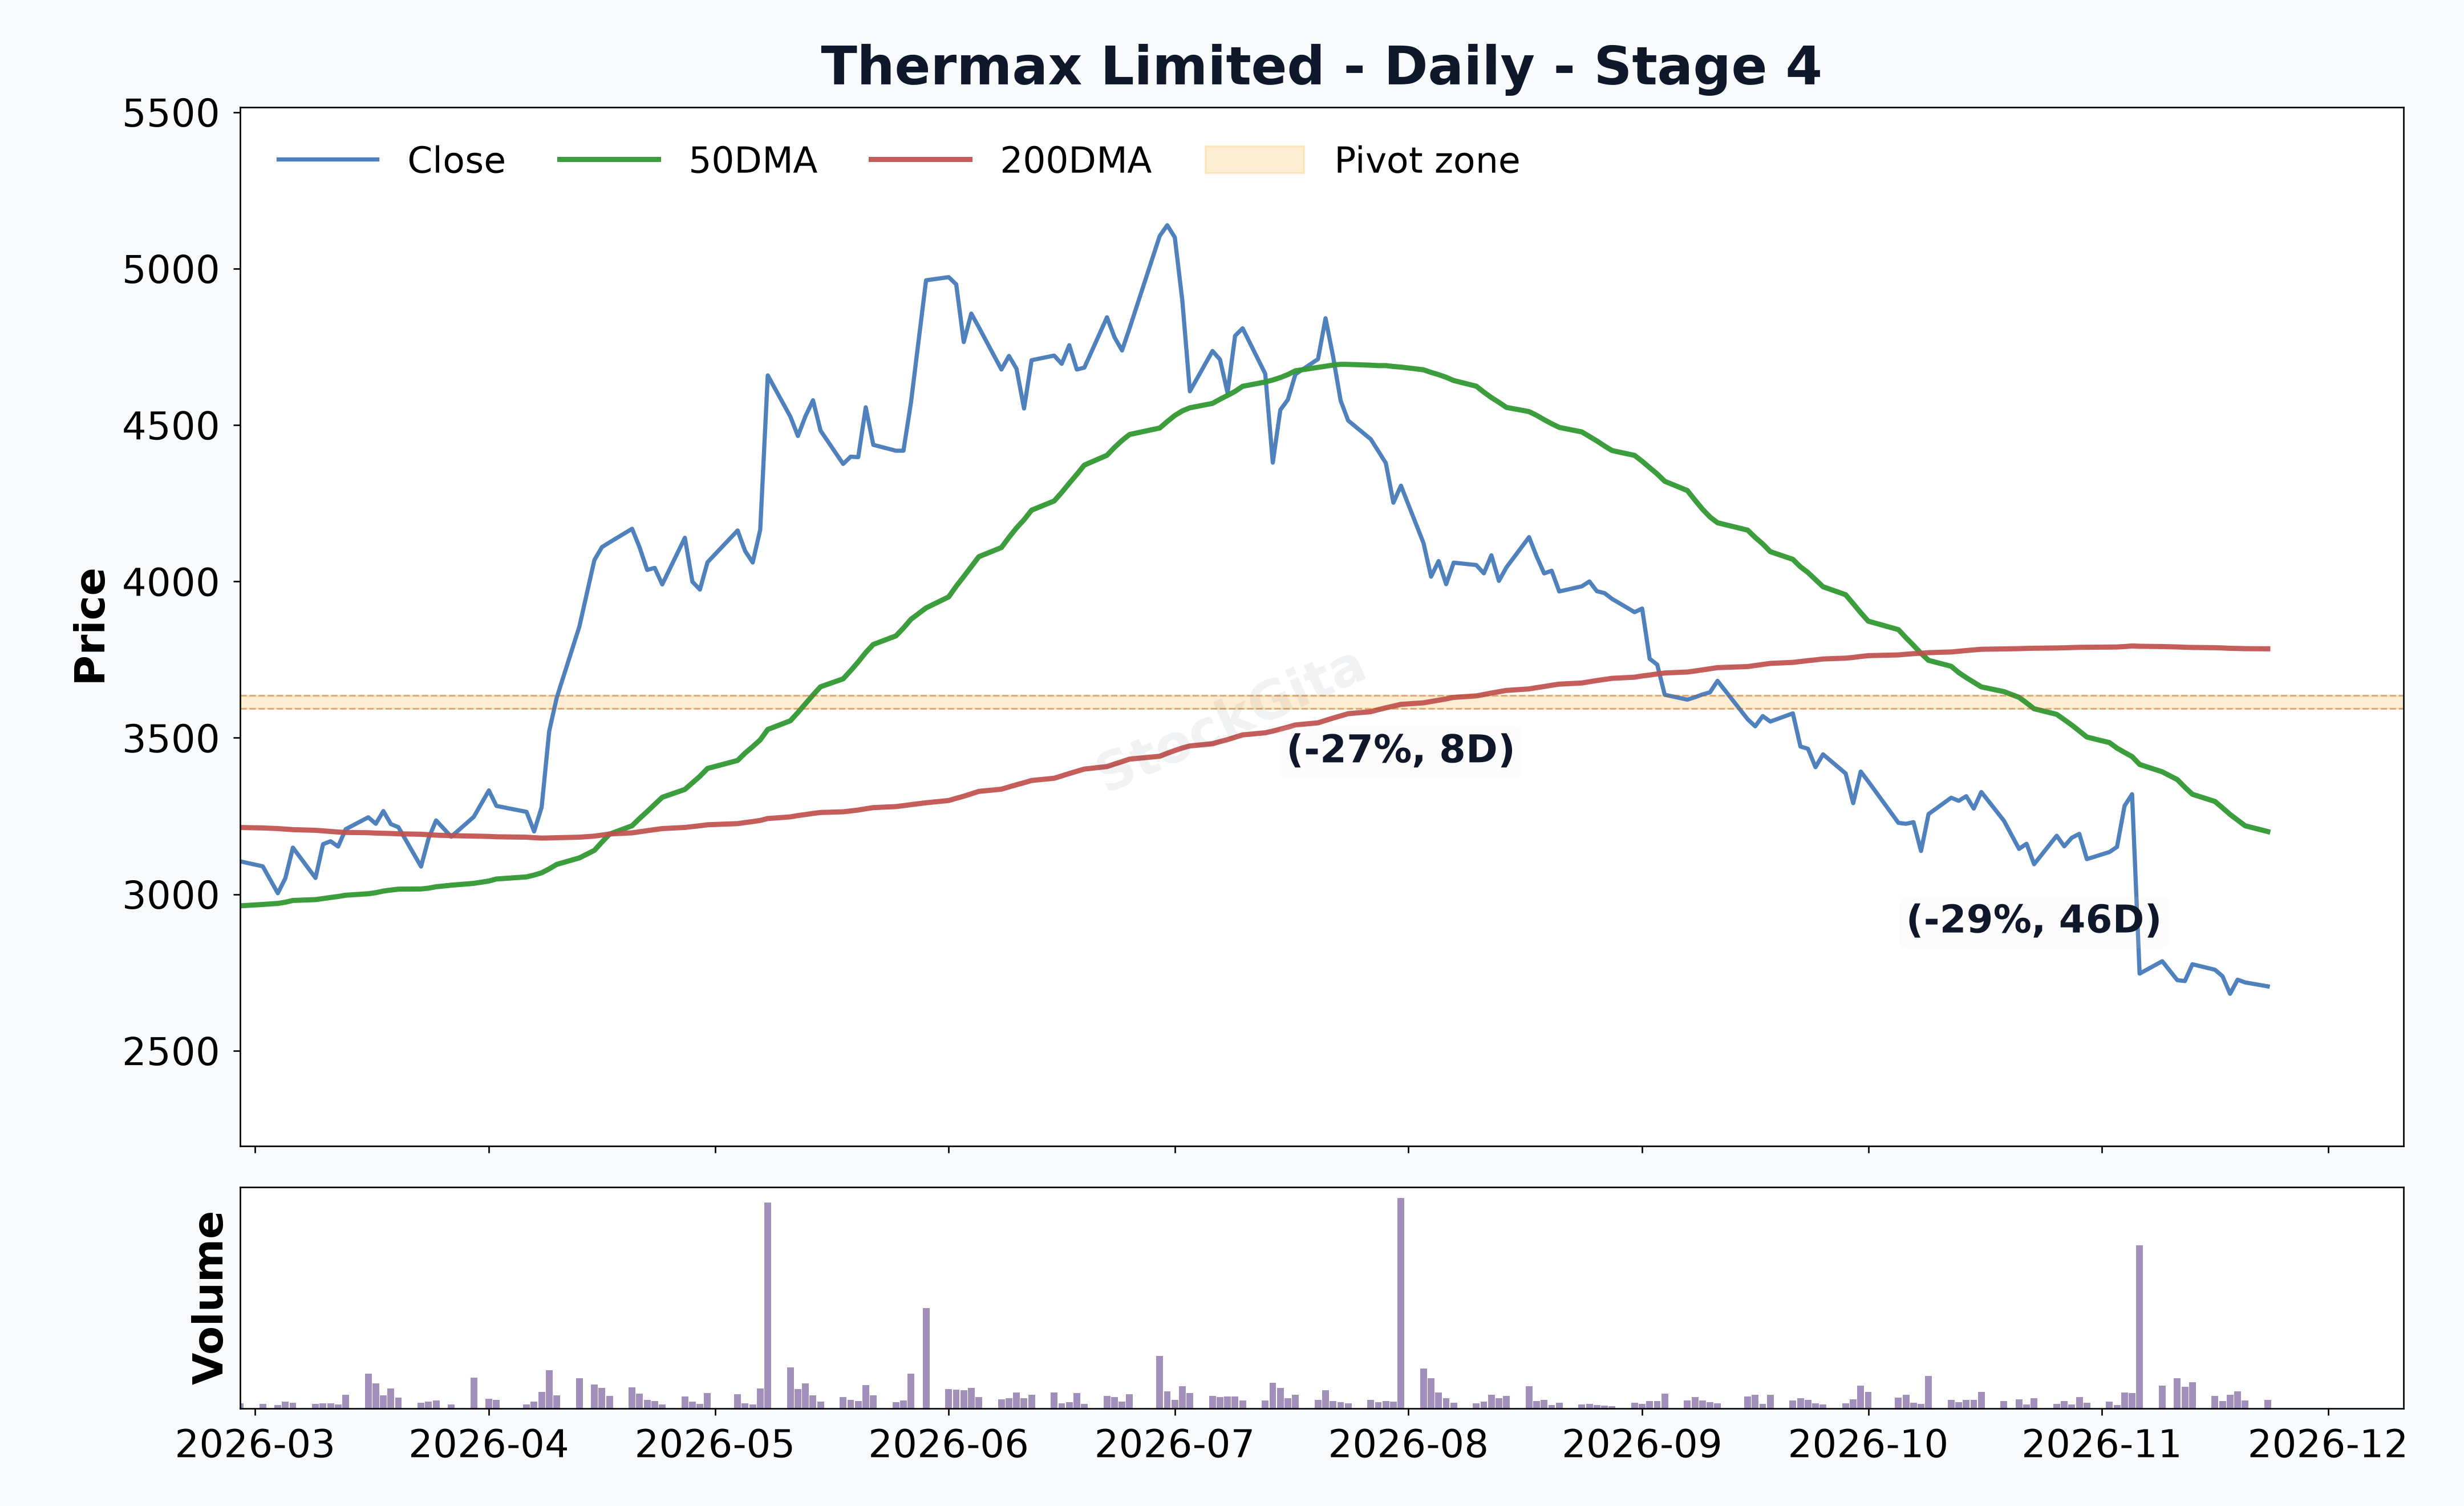 Thermax Limited - Daily - Stage 4
Close 50DMA 200DMA Pivot zone
Price
5500
5000
4500
4000
3500
3000
2500
StockGita
(-27%, 8D)
(-29%, 46D)
Volume
2026-03 2026-04 2026-05 2026-06 2026-07 2026-08 2026-09 2026-10 2026-11 2026-12